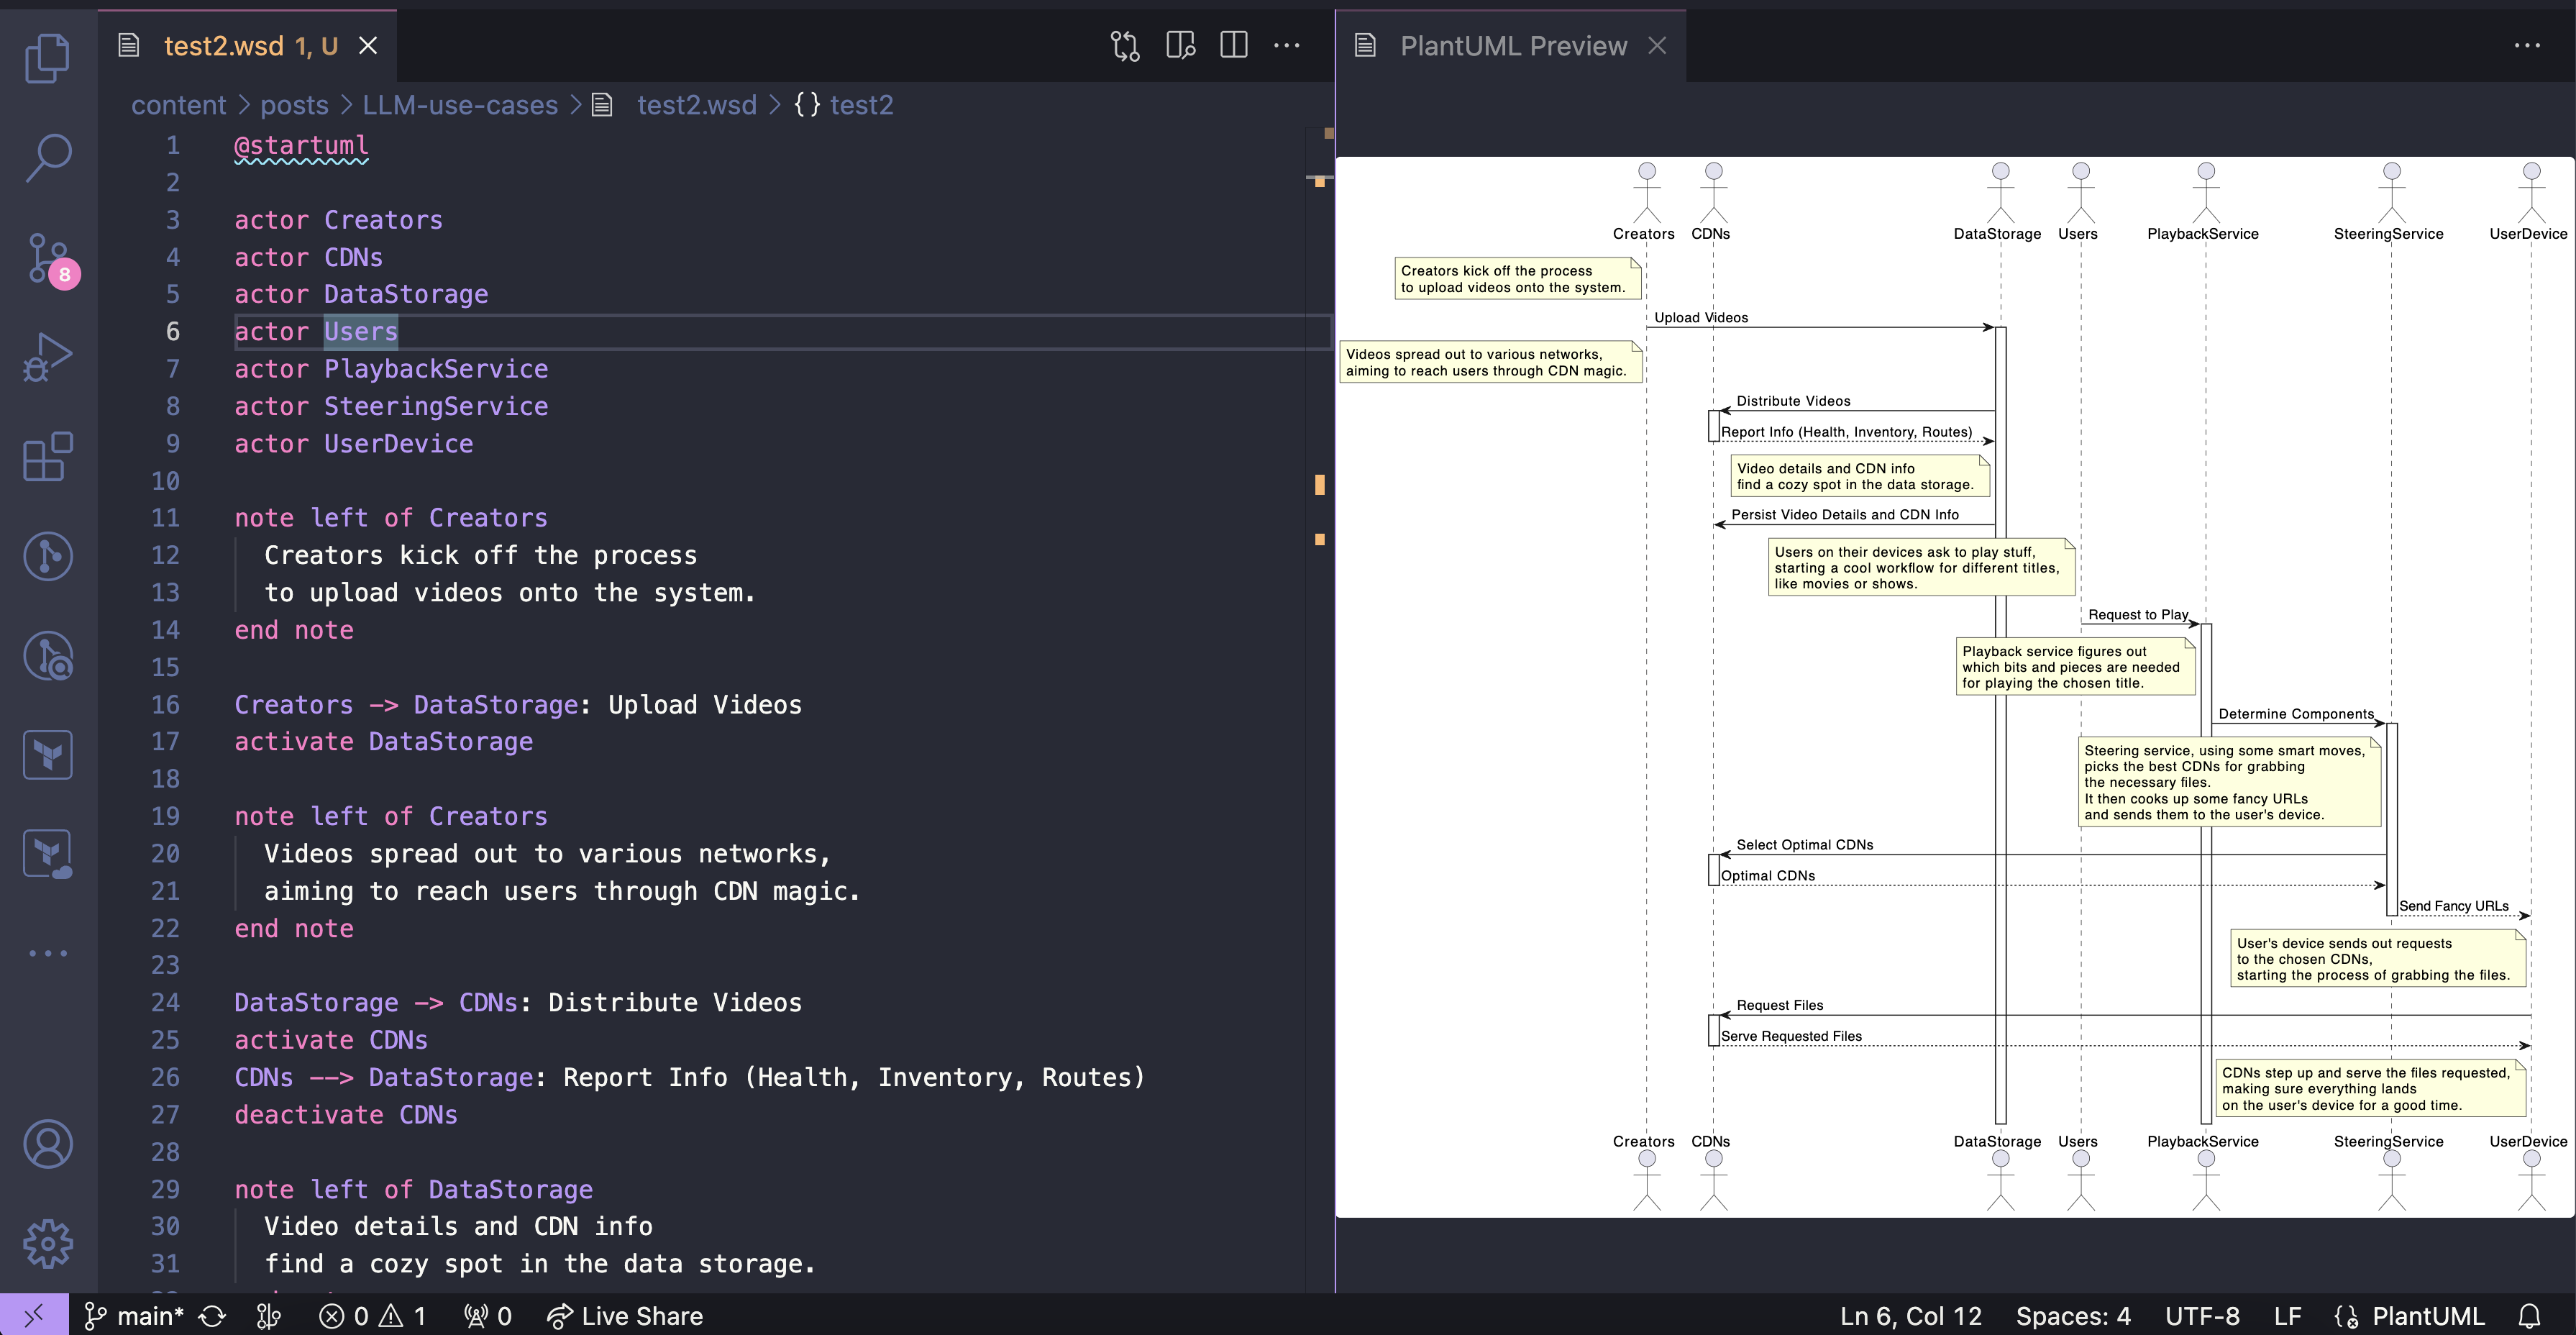 test2.wsd 1, U
content > posts > LLM-use-cases > test2.wsd > {} test2
1 @startuml
2
3 actor Creators
4 actor CDNs
5 actor DataStorage
6 actor Users
7 actor PlaybackService
8 actor SteeringService
9 actor UserDevice
10
11 note left of Creators
12 Creators kick off the process
13 to upload videos onto the system.
14 end note
15
16 Creators -> DataStorage: Upload Videos
17 activate DataStorage
18
19 note left of Creators
20 Videos spread out to various networks,
21 aiming to reach users through CDN magic.
22 end note
23
24 DataStorage -> CDNs: Distribute Videos
25 activate CDNs
26 CDNs --> DataStorage: Report Info (Health, Inventory, Routes)
27 deactivate CDNs
28
29 note left of DataStorage
30 Video details and CDN info
31 find a cozy spot in the data storage.
8
PlantUML Preview
Creators CDNs DataStorage Users PlaybackService SteeringService UserDevice
Creators kick off the process
to upload videos onto the system.
Upload Videos
Videos spread out to various networks,
aiming to reach users through CDN magic.
Distribute Videos
Report Info (Health, Inventory, Routes)
Video details and CDN info
find a cozy spot in the data storage.
Persist Video Details and CDN Info
Users on their devices ask to play stuff,
starting a cool workflow for different titles,
like movies or shows.
Request to Play
Playback service figures out
which bits and pieces are needed
for playing the chosen title.
Determine Components
Steering service, using some smart moves,
picks the best CDNs for grabbing
the necessary files.
It then cooks up some fancy URLs
and sends them to the user's device.
Select Optimal CDNs
Optimal CDNs
Send Fancy URLs
User's device sends out requests
to the chosen CDNs,
starting the process of grabbing the files.
Request Files
Serve Requested Files
CDNs step up and serve the files requested,
making sure everything lands
on the user's device for a good time.
Creators CDNs DataStorage Users PlaybackService SteeringService UserDevice
main* 0 1 0 Live Share
Ln 6, Col 12 Spaces: 4 UTF-8 LF PlantUML